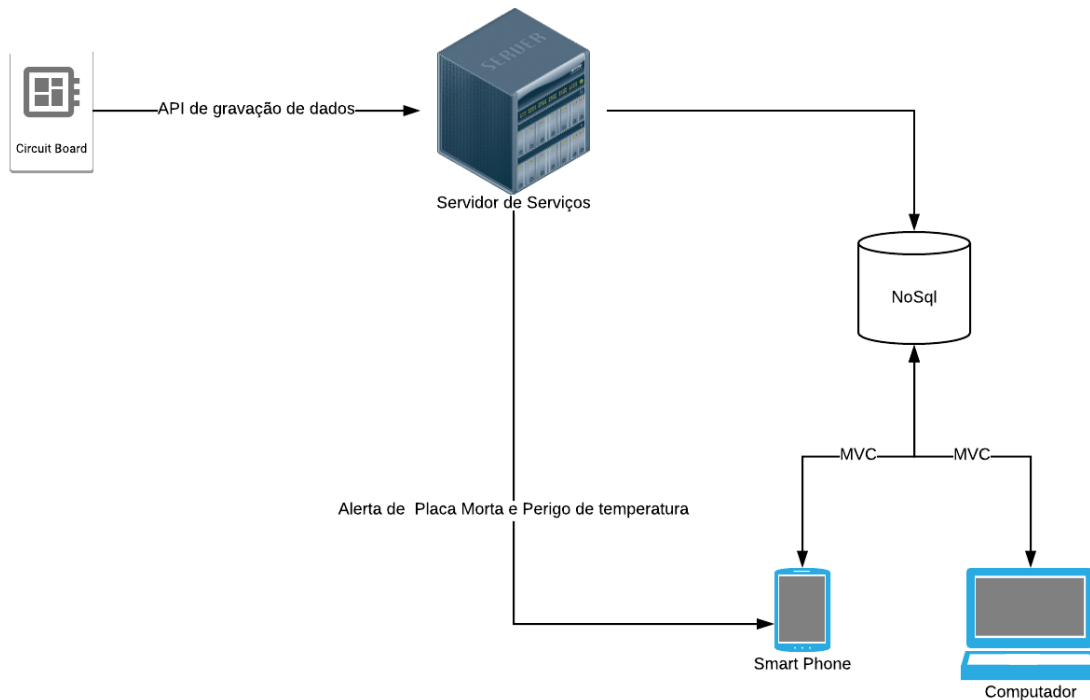 SERVER
API de gravação de dados
Circuit Board
Servidor de Serviços
NoSql
MVC
MVC
Alerta de  Placa Morta e Perigo de temperatura
Smart Phone
Computador